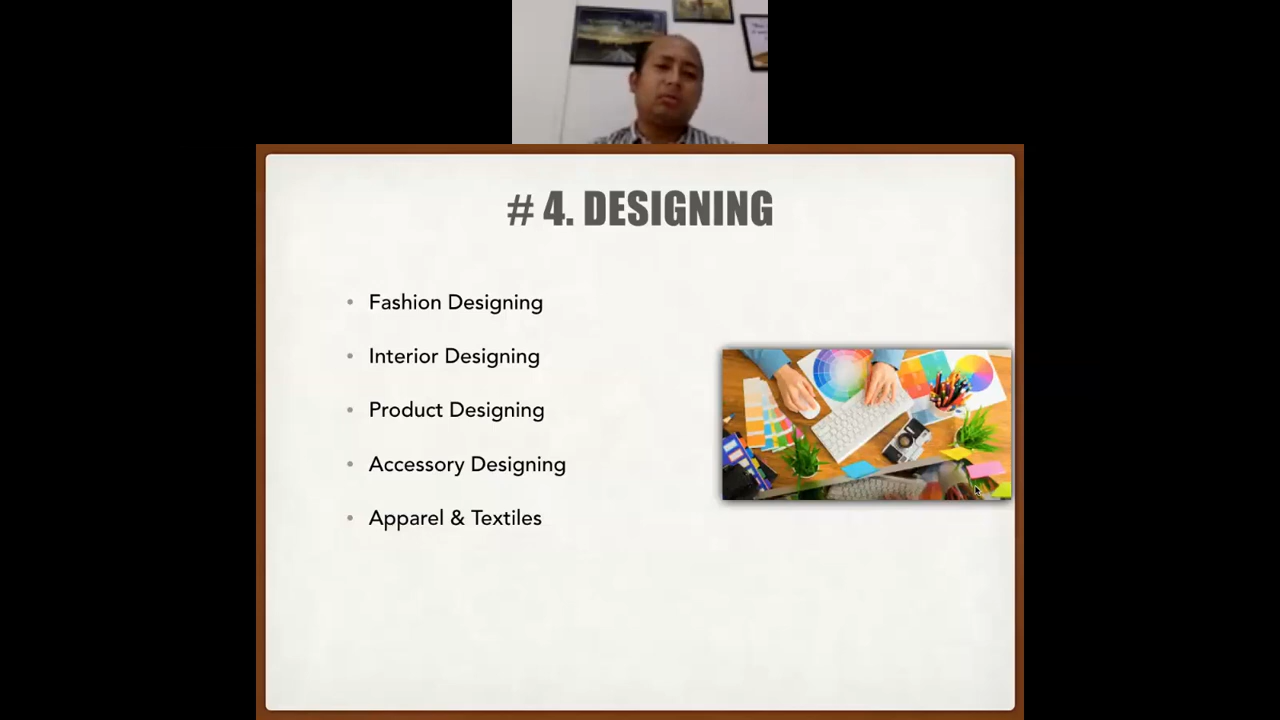 # 4. DESIGNING
• Fashion Designing
• Interior Designing
• Product Designing
• Accessory Designing
• Apparel & Textiles